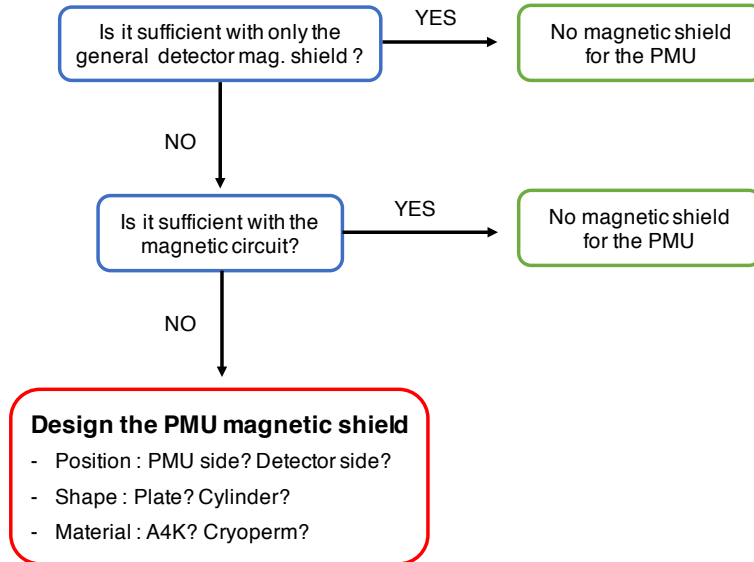 Is it sufficient with only the
general detector mag. shield ?
YES
No magnetic shield
for the PMU
NO
Is it sufficient with the
magnetic circuit?
YES
No magnetic shield
for the PMU
NO
Design the PMU magnetic shield
- Position : PMU side? Detector side?
- Shape : Plate? Cylinder?
- Material : A4K? Cryoperm?